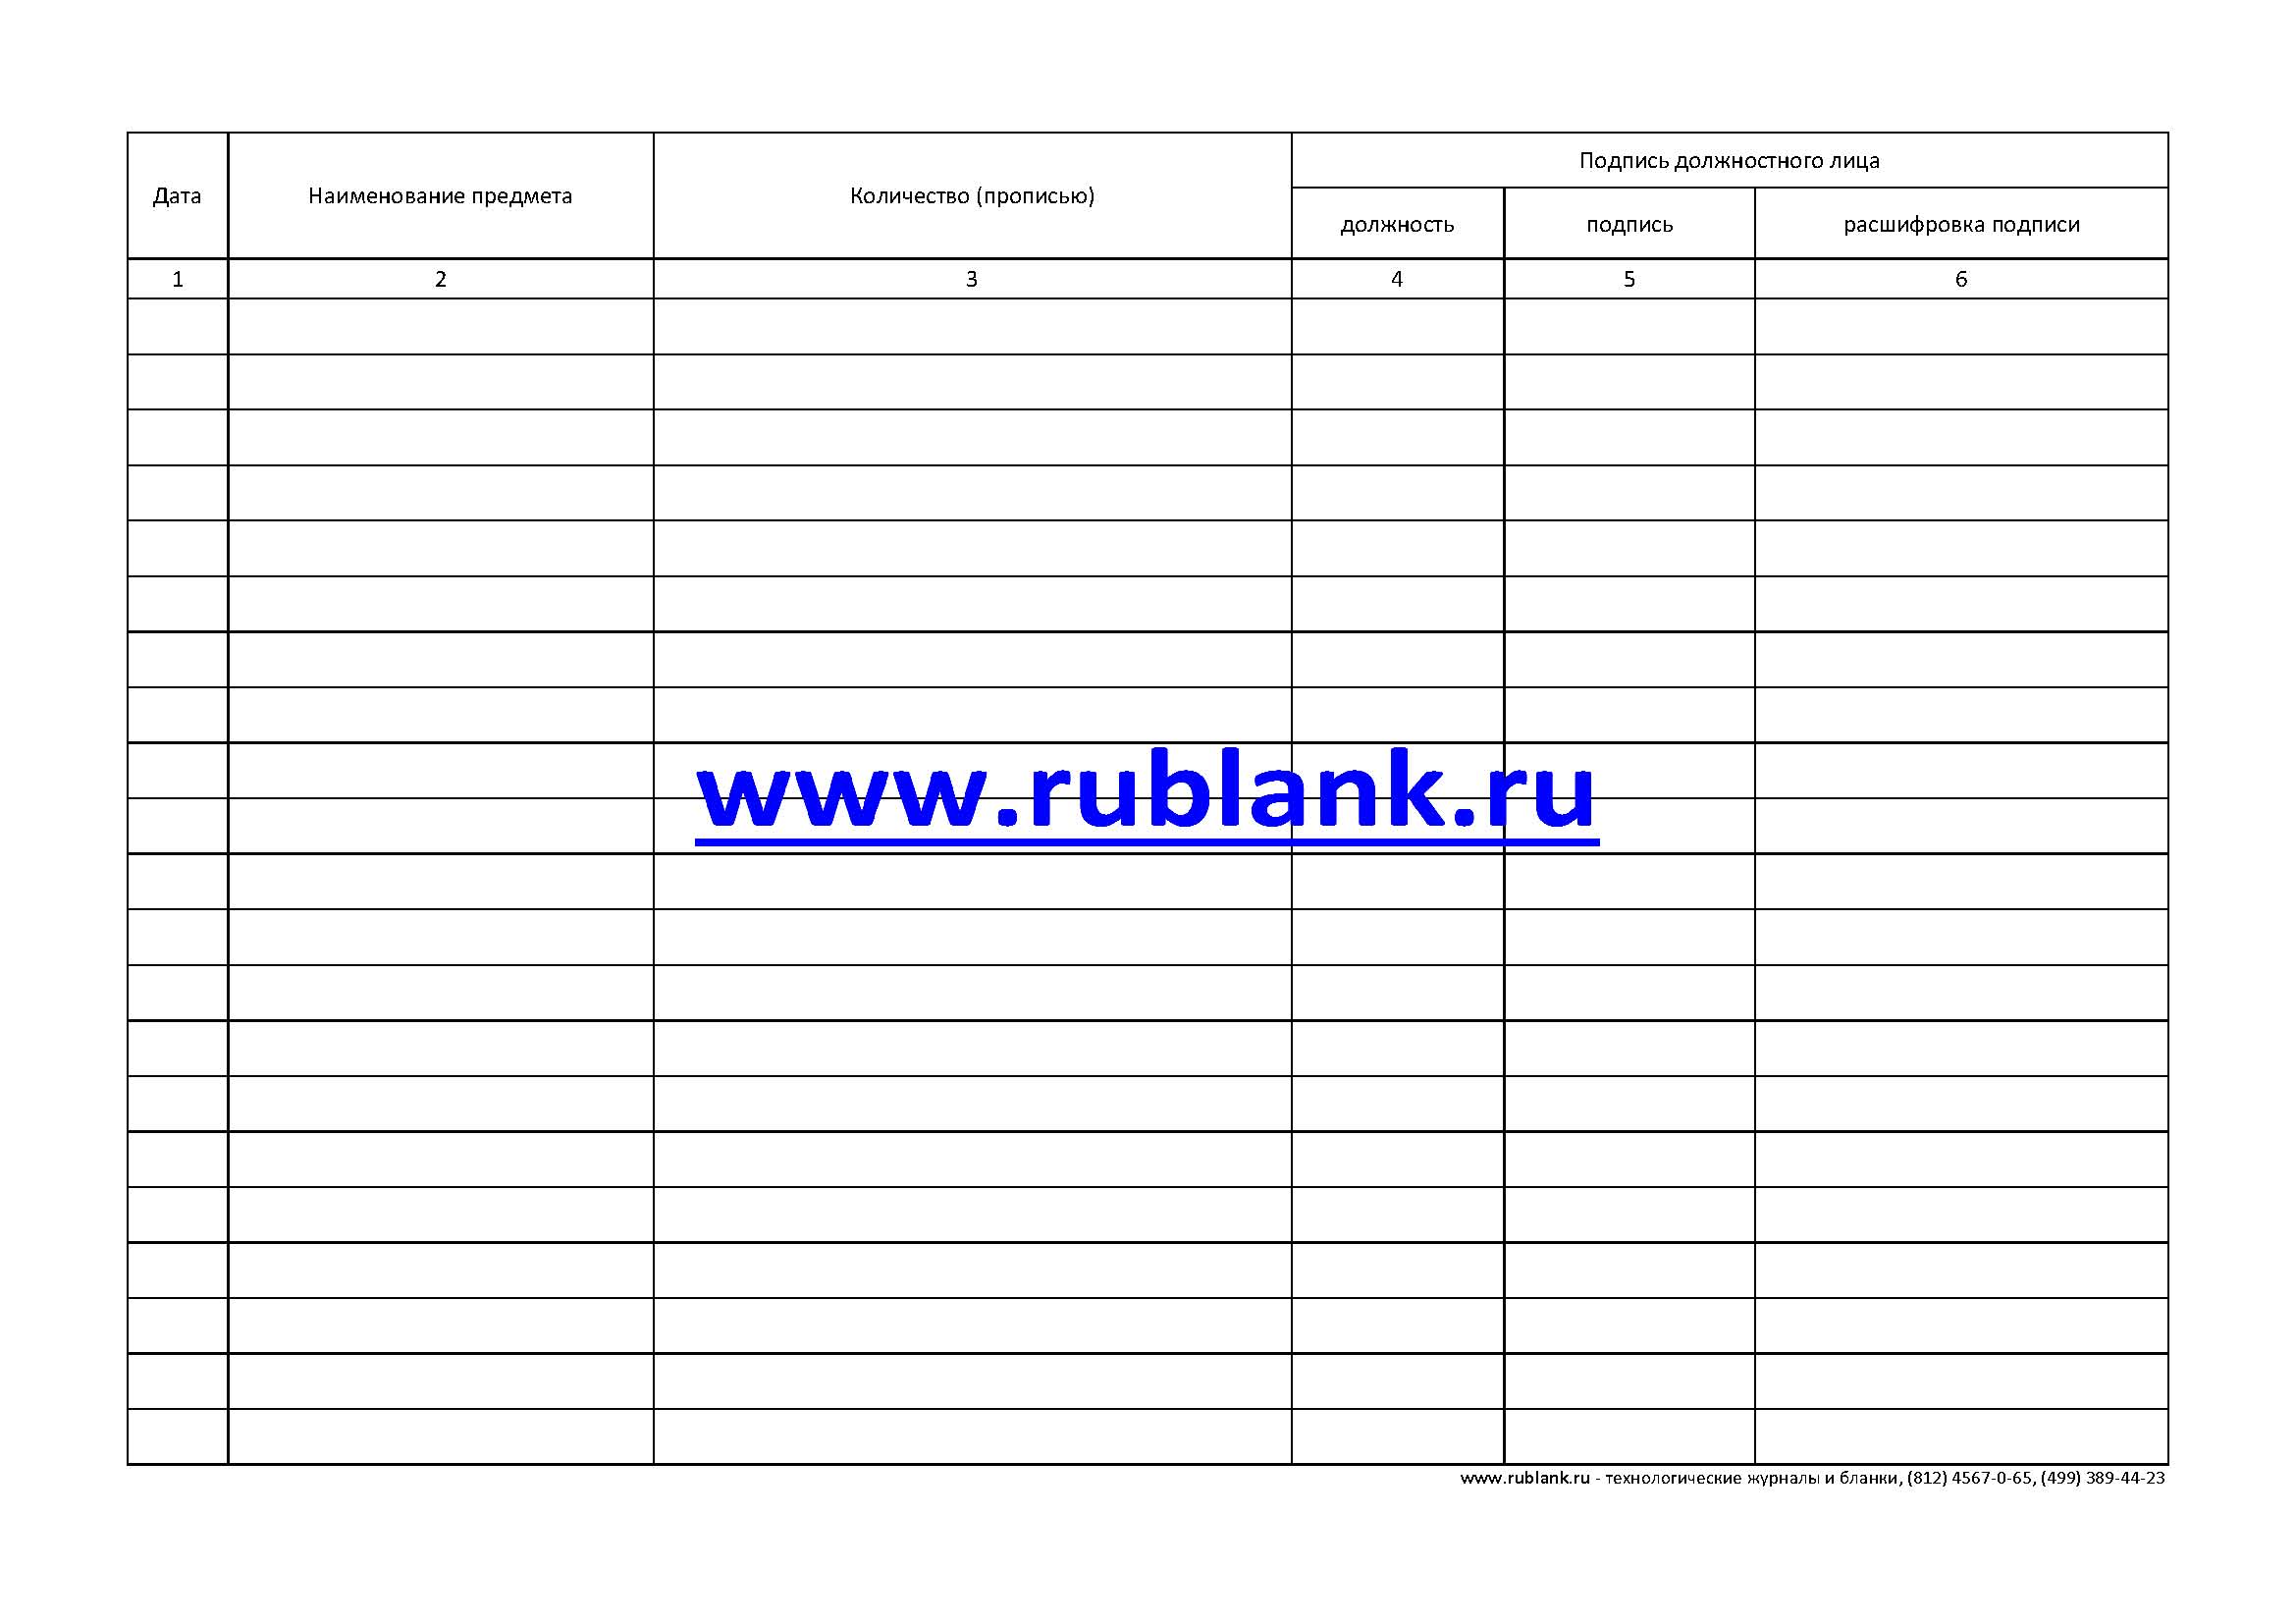 Подпись должностного лица
Дата Наименование предмета Количество (прописью)
должность подпись расшифровка подписи
1 2 3 4 5 6
www.rublank.ru
www.rublank.ru - технологические журналы и бланки, (812) 4567-0-65, (499) 389-44-23